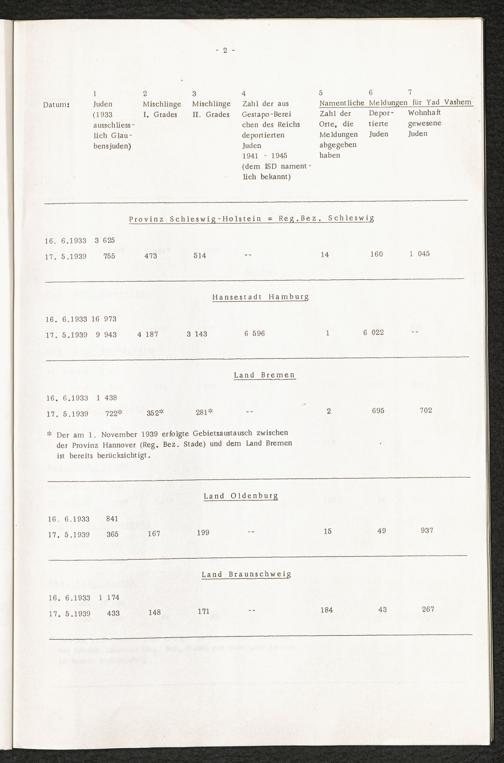 - 2 -
1 2 3 4 5 6 7
Datum: Juden Mischlinge Mischlinge Zahl der aus Namentliche Meldungen für Yad Vashem
(1933 I. Grades II. Grades Gestapo-Berei Zahl der Depor- Wohnhaft
ausschliess- chen des Reichs Orte, die tierte gewesene
lich Glau- deportierten Meldungen Juden Juden
bensjuden) Juden abgegeben
1941 - 1945 haben
(dem ISD nament-
lich bekannt)
Provinz Schleswig-Holstein = Reg.Bez. Schleswig
16. 6.1933 3 625
17. 5.1939 755 473 514 -- 14 160 1 045
Hansestadt Hamburg
16. 6.1933 16 973
17. 5.1939 9 943 4 187 3 143 6 596 1 6 022 --
Land Bremen
16. 6.1933 1 438
17. 5.1939 722* 352* 281* -- 2 695 702
* Der am 1. November 1939 erfolgte Gebietsaustausch zwischen
der Provinz Hannover (Reg. Bez. Stade) und dem Land Bremen
ist bereits berücksichtigt.
Land Oldenburg
16. 6.1933 841
17. 5.1939 365 167 199 -- 15 49 937
Land Braunschweig
16. 6.1933 1 174
17. 5.1939 433 148 171 -- 184 43 267